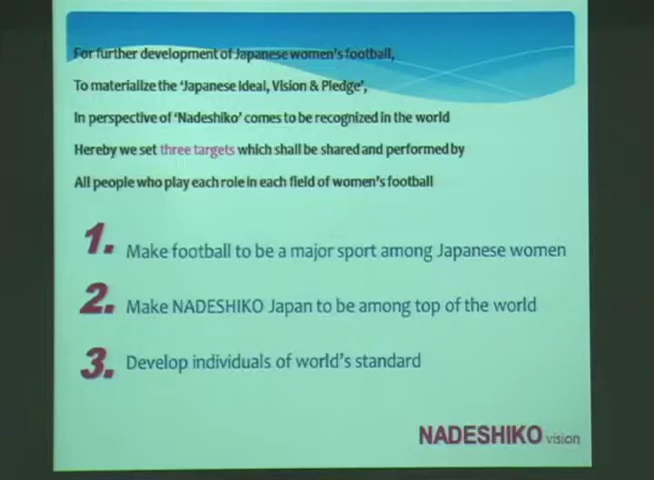 For further development of Japanese women's football,
To materialize the 'Japanese Ideal, Vision & Pledge',
In perspective of 'Nadeshiko' comes to be recognized in the world
Hereby we set three targets which shall be shared and performed by
All people who play each role in each field of women's football
1. Make football to be a major sport among Japanese women
2. Make NADESHIKO Japan to be among top of the world
3. Develop individuals of world's standard
NADESHIKO vision